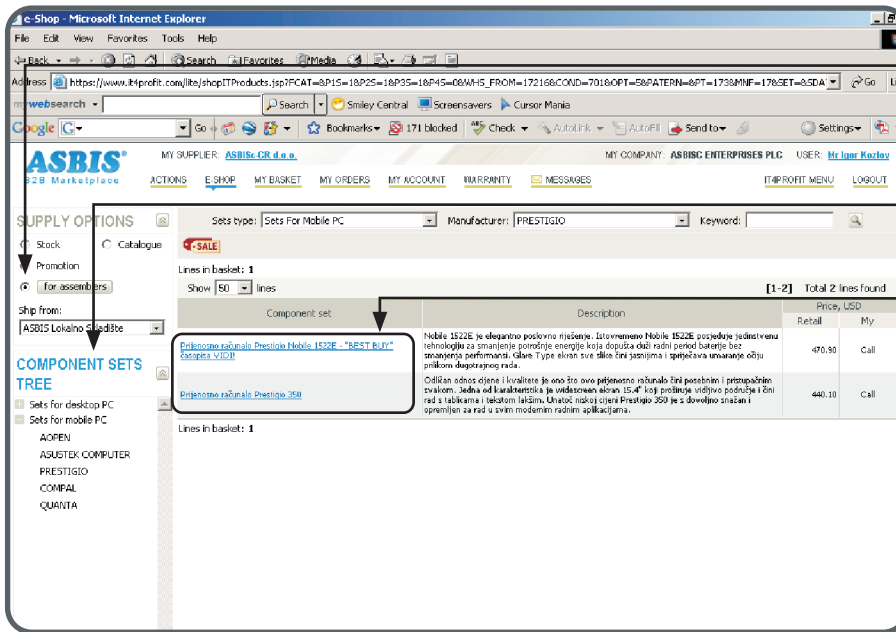 e-Shop - Microsoft Internet Explorer
File Edit View Favorites Tools Help
Back Search Favorites Media
Address https://www.it4profit.com/lite/shopITProducts.jsp?FCAT=&P1S=1&P2S=1&P3S=1&P4S=0&WHS_FROM=17216&COND=701&OPT=5&PATERN=&PT=173&MNF=17&SET=&SDA Go
mywebsearch Search Smiley Central Screensavers Cursor Mania
Google Go Bookmarks 171 blocked Check AutoLink AutoFill Send to Settings
ASBIS
B2B Marketplace
MY SUPPLIER: ASBISc-CR d.o.o. MY COMPANY: ASBISC ENTERPRISES PLC USER: Mr Igor Kozlov
ACTIONS E-SHOP MY BASKET MY ORDERS MY ACCOUNT WARRANTY MESSAGES IT4PROFIT MENU LOGOUT
SUPPLY OPTIONS
Stock Catalogue
Promotion
for assemblers
Ship from:
ASBIS Lokalno Skladište
COMPONENT SETS
TREE
Sets for desktop PC
Sets for mobile PC
AOPEN
ASUSTEK COMPUTER
PRESTIGIO
COMPAL
QUANTA
Sets type: Sets For Mobile PC Manufacturer: PRESTIGIO Keyword:
SALE
Lines in basket: 1
Show 50 lines [1-2] Total 2 lines found
Component set Description Price, USD
Retail My
Prijenosno računalo Prestigio Nobile 1522E - "BEST BUY"
časopisa VIDI!
Nobile 1522E je elegantno poslovno riješenje. Istovremeno Nobile 1522E posjeduje jedinstvenu
tehnologiju za smanjenje potrošnje energije koja dopušta duži radni period baterije bez
smanjenja performansi. Glare Type ekran sve slike čini jasnijima i spriječava umaranje očiju
prilikom dugotrajnog rada.
470.90 Call
Prijenosno računalo Prestigio 350
Odličan odnos cijene i kvalitete je ono što ovo prijenosno računalo čini posebnim i pristupačnim
svakom. Jedna od karakteristika je widescreen ekran 15.4" koji proširuje vidljivo područje i čini
rad s tablicama i tekstom lakšim. Unatoč niskoj cijeni Prestigio 350 je s dovoljno snažan i
opremljen za rad u svim modernim radnim aplikacijama.
440.10 Call
Lines in basket: 1